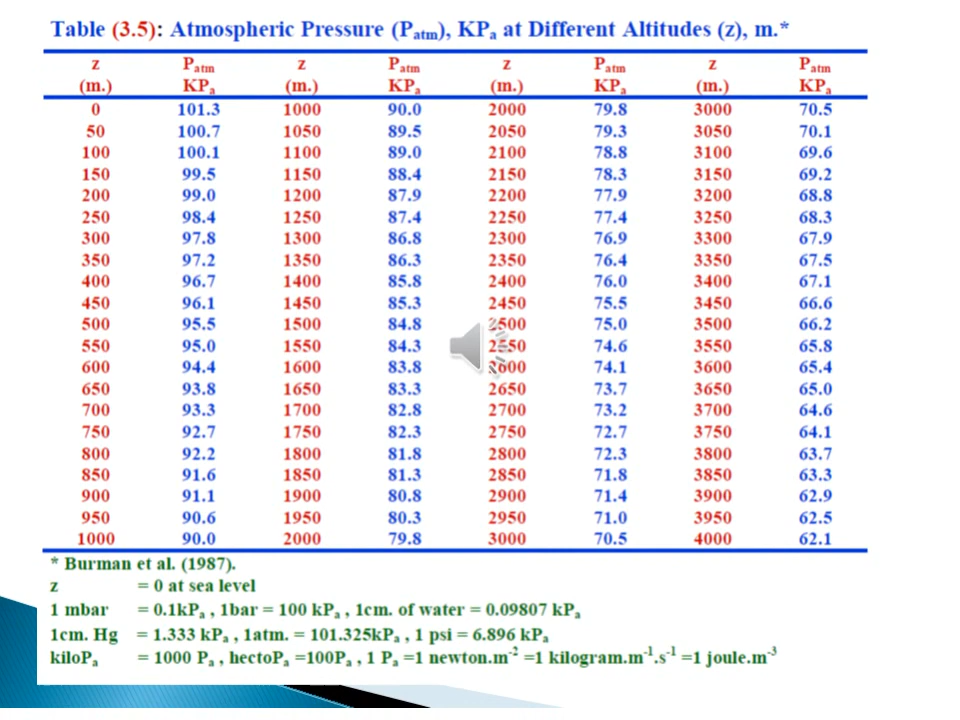 Table (3.5): Atmospheric Pressure (Patm), KPa at Different Altitudes (z), m.*
z Patm z Patm z Patm z Patm
(m.) KPa (m.) KPa (m.) KPa (m.) KPa
0 101.3 1000 90.0 2000 79.8 3000 70.5
50 100.7 1050 89.5 2050 79.3 3050 70.1
100 100.1 1100 89.0 2100 78.8 3100 69.6
150 99.5 1150 88.4 2150 78.3 3150 69.2
200 99.0 1200 87.9 2200 77.9 3200 68.8
250 98.4 1250 87.4 2250 77.4 3250 68.3
300 97.8 1300 86.8 2300 76.9 3300 67.9
350 97.2 1350 86.3 2350 76.4 3350 67.5
400 96.7 1400 85.8 2400 76.0 3400 67.1
450 96.1 1450 85.3 2450 75.5 3450 66.6
500 95.5 1500 84.8 2500 75.0 3500 66.2
550 95.0 1550 84.3 2550 74.6 3550 65.8
600 94.4 1600 83.8 2600 74.1 3600 65.4
650 93.8 1650 83.3 2650 73.7 3650 65.0
700 93.3 1700 82.8 2700 73.2 3700 64.6
750 92.7 1750 82.3 2750 72.7 3750 64.1
800 92.2 1800 81.8 2800 72.3 3800 63.7
850 91.6 1850 81.3 2850 71.8 3850 63.3
900 91.1 1900 80.8 2900 71.4 3900 62.9
950 90.6 1950 80.3 2950 71.0 3950 62.5
1000 90.0 2000 79.8 3000 70.5 4000 62.1
* Burman et al. (1987).
z = 0 at sea level
1 mbar = 0.1kPa , 1bar = 100 kPa , 1cm. of water = 0.09807 kPa
1cm. Hg = 1.333 kPa , 1atm. = 101.325kPa , 1 psi = 6.896 kPa
kiloPa = 1000 Pa , hectoPa =100Pa , 1 Pa =1 newton.m⁻² =1 kilogram.m⁻¹.s⁻¹ =1 joule.m⁻³